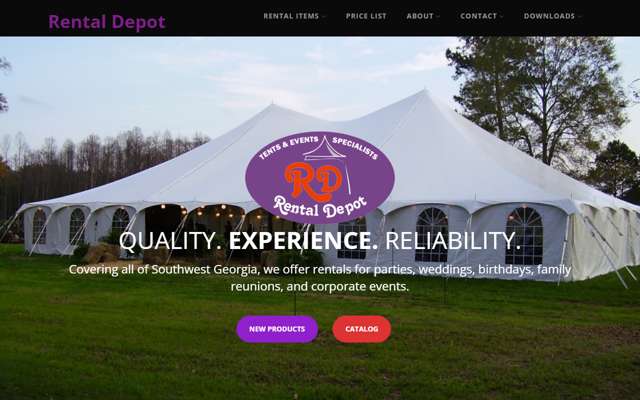 Rental Depot
RENTAL ITEMS
PRICE LIST
ABOUT
CONTACT
DOWNLOADS
TENTS & EVENTS SPECIALISTS
RD
Rental Depot
QUALITY. EXPERIENCE. RELIABILITY.
Covering all of Southwest Georgia, we offer rentals for parties, weddings, birthdays, family
reunions, and corporate events.
NEW PRODUCTS
CATALOG